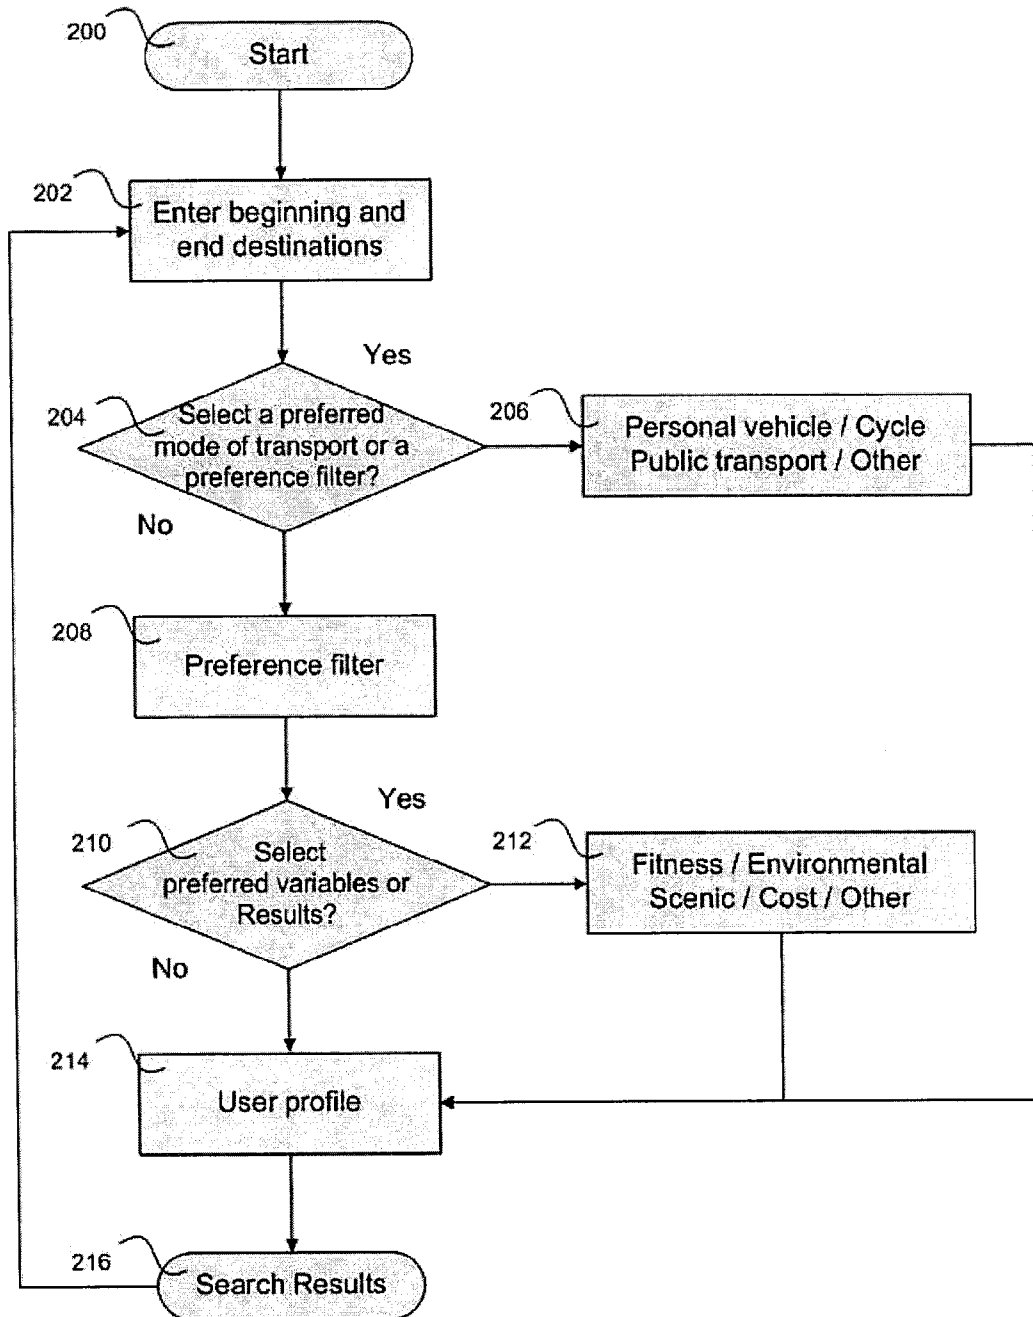 200
Start
202
Enter beginning and
end destinations
Yes
204
Select a preferred
mode of transport or a
preference filter?
206
Personal vehicle / Cycle
Public transport / Other
No
208
Preference filter
Yes
210
Select
preferred variables or
Results?
212
Fitness / Environmental
Scenic / Cost / Other
No
214
User profile
216
Search Results